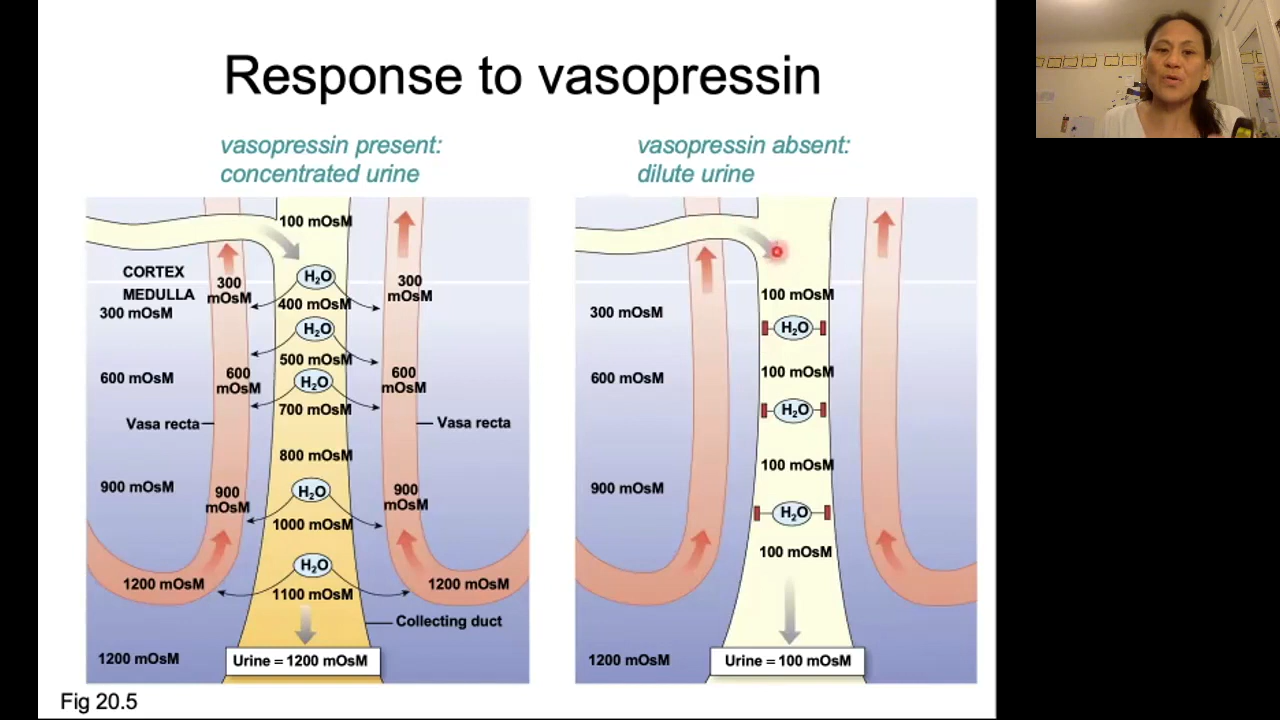 Response to vasopressin
vasopressin present:
concentrated urine
100 mOsM
CORTEX
MEDULLA
300 mOsM
300
mOsM
H₂O
300
mOsM
400 mOsM
H₂O
500 mOsM
600 mOsM
600
mOsM
H₂O
600
mOsM
700 mOsM
Vasa recta
Vasa recta
800 mOsM
900 mOsM
900
mOsM
H₂O
900
mOsM
1000 mOsM
H₂O
1200 mOsM
1200 mOsM
1100 mOsM
Collecting duct
1200 mOsM
Urine = 1200 mOsM
vasopressin absent:
dilute urine
100 mOsM
300 mOsM
H₂O
100 mOsM
600 mOsM
H₂O
100 mOsM
900 mOsM
H₂O
100 mOsM
1200 mOsM
Urine = 100 mOsM
Fig 20.5